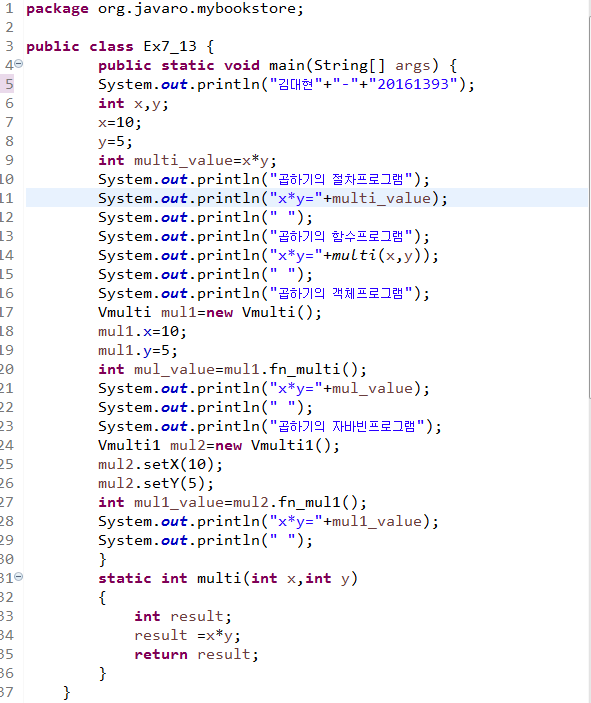 1 package org.javaro.mybookstore;
2
3 public class Ex7_13 {
4 public static void main(String[] args) {
5 System.out.println("김대현"+"-"+"20161393");
6 int x,y;
7 x=10;
8 y=5;
9 int multi_value=x*y;
10 System.out.println("곱하기의 절차프로그램");
11 System.out.println("x*y="+multi_value);
12 System.out.println(" ");
13 System.out.println("곱하기의 함수프로그램");
14 System.out.println("x*y="+multi(x,y));
15 System.out.println(" ");
16 System.out.println("곱하기의 객체프로그램");
17 Vmulti mul1=new Vmulti();
18 mul1.x=10;
19 mul1.y=5;
20 int mul_value=mul1.fn_multi();
21 System.out.println("x*y="+mul_value);
22 System.out.println(" ");
23 System.out.println("곱하기의 자바빈프로그램");
24 Vmulti1 mul2=new Vmulti1();
25 mul2.setX(10);
26 mul2.setY(5);
27 int mul1_value=mul2.fn_mul1();
28 System.out.println("x*y="+mul1_value);
29 System.out.println(" ");
30 }
31 static int multi(int x,int y)
32 {
33 int result;
34 result =x*y;
35 return result;
36 }
37 }